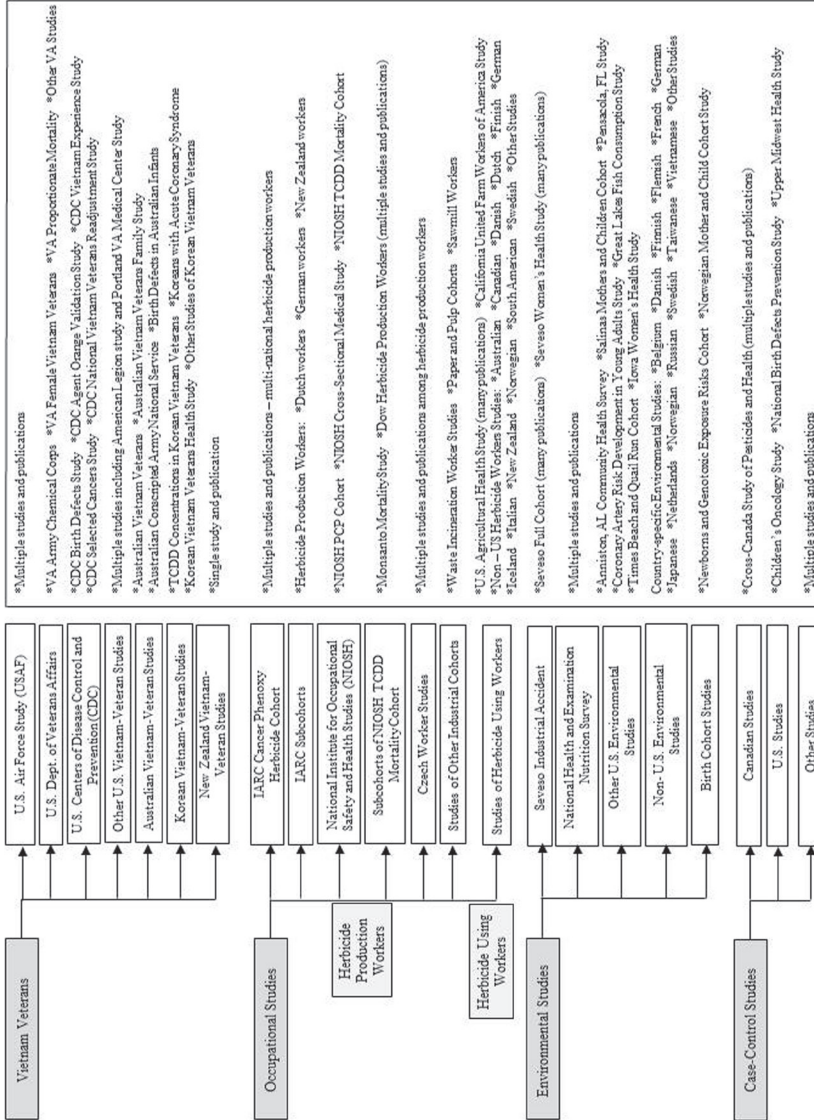 Vietnam Veterans
U.S. Air Force Study (USAF)
*Multiple studies and publications
U.S. Dept. of Veterans Affairs
*VA Army Chemical Corps *VA Female Vietnam Veterans *VA Proportionate Mortality *Other VA Studies
U.S. Centers of Disease Control and
Prevention (CDC)
*CDC Birth Defects Study *CDC Agent Orange Validation Study *CDC Vietnam Experience Study
*CDC Selected Cancers Study *CDC National Vietnam Veterans Readjustment Study
Other U.S. Vietnam-Veteran Studies
*Multiple studies including American Legion study and Portland VA Medical Center Study
Australian Vietnam-Veteran Studies
*Australian Vietnam Veterans *Australian Vietnam Veterans Family Study
*Australian Conscripted Army National Service *Birth Defects in Australian Infants
Korean Vietnam-Veteran Studies
*TCDD Concentrations in Korean Vietnam Veterans *Koreans with Acute Coronary Syndrome
*Korean Vietnam Veterans Health Study *Other Studies of Korean Vietnam Veterans
New Zealand Vietnam-
Veteran Studies
*Single study and publication
Occupational Studies
Herbicide
Production
Workers
IARC Cancer Phenoxy
Herbicide Cohort
*Multiple studies and publications – multi-national herbicide production workers
IARC Subcohorts
*Herbicide Production Workers: *Dutch workers *German workers *New Zealand workers
National Institute for Occupational
Safety and Health Studies (NIOSH)
*NIOSH PCP Cohort *NIOSH Cross-Sectional Medical Study *NIOSH TCDD Mortality Cohort
Subcohorts of NIOSH TCDD
Mortality Cohort
*Monsanto Mortality Study *Dow Herbicide Production Workers (multiple studies and publications)
Czech Worker Studies
*Multiple studies and publications among herbicide production workers
Studies of Other Industrial Cohorts
*Waste Incineration Worker Studies *Paper and Pulp Cohorts *Sawmill Workers
Herbicide Using
Workers
Studies of Herbicide Using Workers
*U.S. Agricultural Health Study (many publications) *California United Farm Workers of America Study
*Non – US Herbicide Workers Studies: *Australian *Canadian *Danish *Dutch *Finish *German
*Iceland *Italian *New Zealand *Norwegian *South American *Swedish *Other Studies
Environmental Studies
Seveso Industrial Accident
*Seveso Full Cohort (many publications) *Seveso Women's Health Study (many publications)
National Health and Examination
Nutrition Survey
*Multiple studies and publications
Other U.S. Environmental
Studies
*Anniston, AL Community Health Survey *Salinas Mothers and Children Cohort *Pensacola, FL Study
*Coronary Artery Risk Development in Young Adults Study *Great Lakes Fish Consumption Study
*Times Beach and Quail Run Cohort *Iowa Women's Health Study
Non- U.S. Environmental
Studies
Country-specific Environmental Studies: *Belgium *Danish *Finnish *Flemish *French *German
*Japanese *Netherlands *Norwegian *Russian *Swedish *Taiwanese *Vietnamese *Other Studies
Birth Cohort Studies
*Newborns and Genotoxic Exposure Risks Cohort *Norwegian Mother and Child Cohort Study
Case-Control Studies
Canadian Studies
*Cross-Canada Study of Pesticides and Health (multiple studies and publications)
U.S. Studies
*Children's Oncology Study *National Birth Defects Prevention Study *Upper Midwest Health Study
Other Studies
*Multiple studies and publications